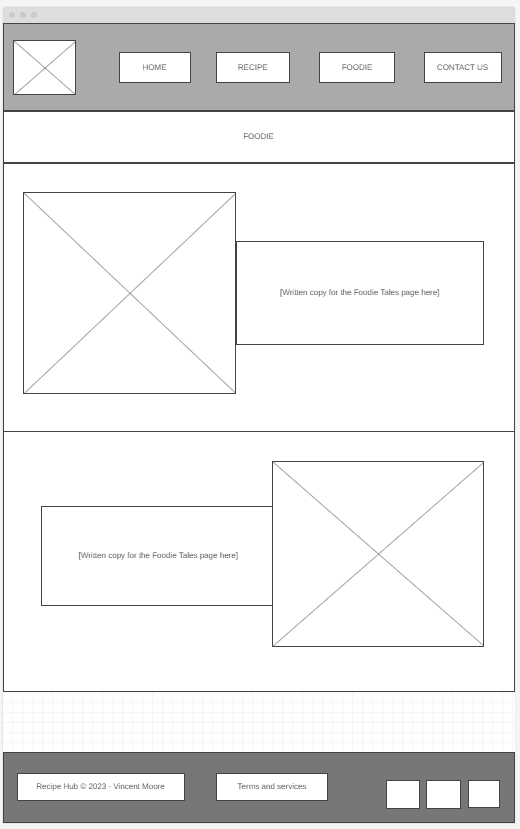 HOME
RECIPE
FOODIE
CONTACT US
FOODIE
[Written copy for the Foodie Tales page here]
[Written copy for the Foodie Tales page here]
Recipe Hub © 2023 - Vincent Moore
Terms and services